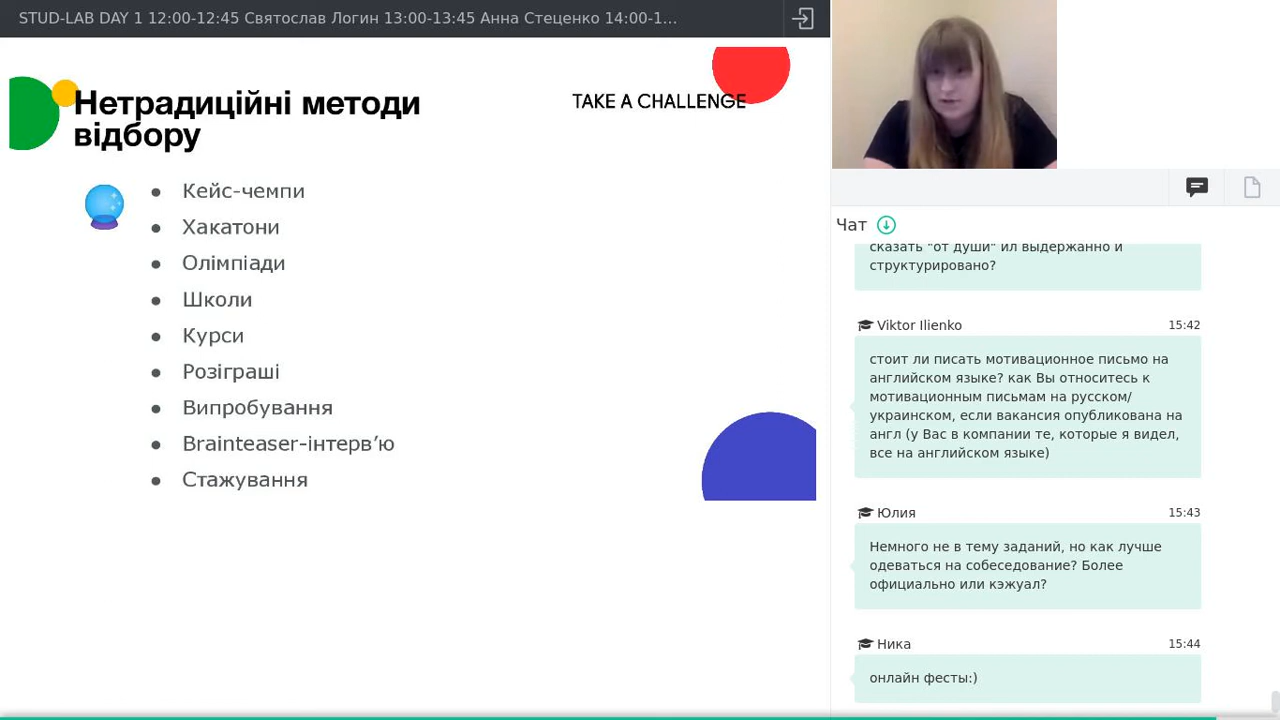 STUD-LAB DAY 1 12:00-12:45 Святослав Логин 13:00-13:45 Анна Стеценко 14:00-1...
Нетрадиційні методи
відбору
TAKE A CHALLENGE
● Кейс-чемпи
● Хакатони
● Олімпіади
● Школи
● Курси
● Розіграші
● Випробування
● Brainteaser-інтерв’ю
● Стажування
Чат
сказать "от души" ил выдержанно и
структурировано?
Viktor Ilienko 15:42
стоит ли писать мотивационное письмо на
английском языке? как Вы относитесь к
мотивационным письмам на русском/
украинском, если вакансия опубликована на
англ (у Вас в компании те, которые я видел,
все на английском языке)
Юлия 15:43
Немного не в тему заданий, но как лучше
одеваться на собеседование? Более
официально или кэжуал?
Ника 15:44
онлайн фесты:)